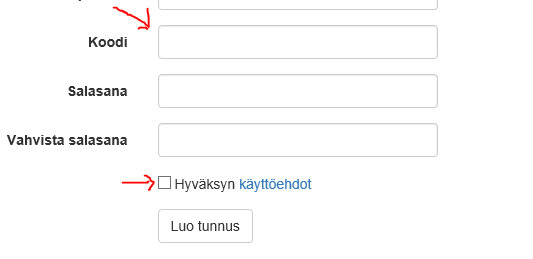 Koodi
Salasana
Vahvista salasana
Hyväksyn käyttöehdot
Luo tunnus